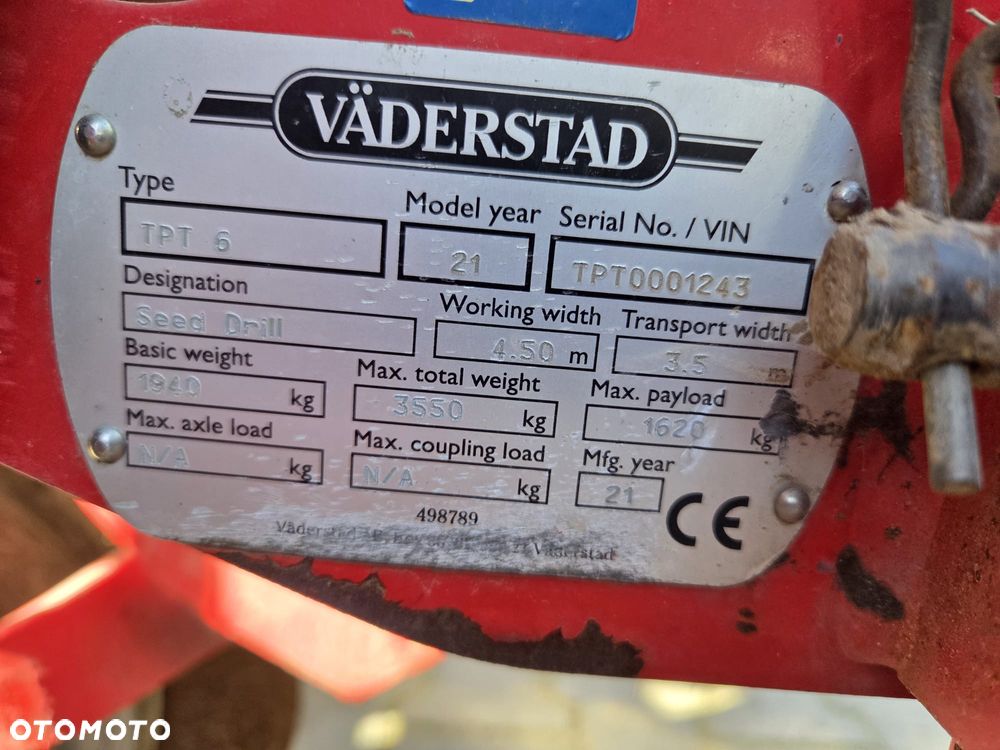 VÄDERSTAD
Type Model year Serial No. / VIN
TPT 6 21 TPT0001243
Designation Working width Transport width
Seed Drill 4.50 m 3.5 m
Basic weight Max. total weight Max. payload
1940 kg 3550 kg 1620 kg
Max. axle load Max. coupling load Mfg. year
N/A kg N/A kg 21
498789 CE
Väderstad Väderstad
OTOMOTO